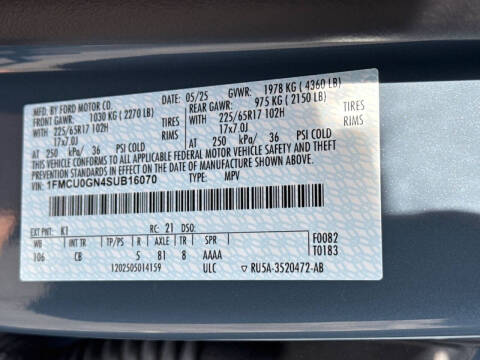 MFD. BY FORD MOTOR CO. DATE: 05/25 GVWR: 1978 KG ( 4360 LB)
FRONT GAWR: 1030 KG ( 2270 LB) REAR GAWR: 975 KG ( 2150 LB)
WITH 225/65R17 102H TIRES WITH 225/65R17 102H TIRES
17x7.0J RIMS 17x7.0J RIMS
AT 250 kPa/ 36 PSI COLD AT 250 kPa/ 36 PSI COLD
THIS VEHICLE CONFORMS TO ALL APPLICABLE FEDERAL MOTOR VEHICLE SAFETY AND THEFT PREVENTION
STANDARDS IN EFFECT ON THE DATE OF MANUFACTURE SHOWN ABOVE.
1FMCU0GN4SUB16070 TYPE: MPV
EXT PNT: K1 RC: 21 DSO:
WB INT TR TP/PS R AXLE TR SPR F0082
106 CB 5 81 8 AAAA T0183
1202505014159 ULC RU5A-3520472-AB